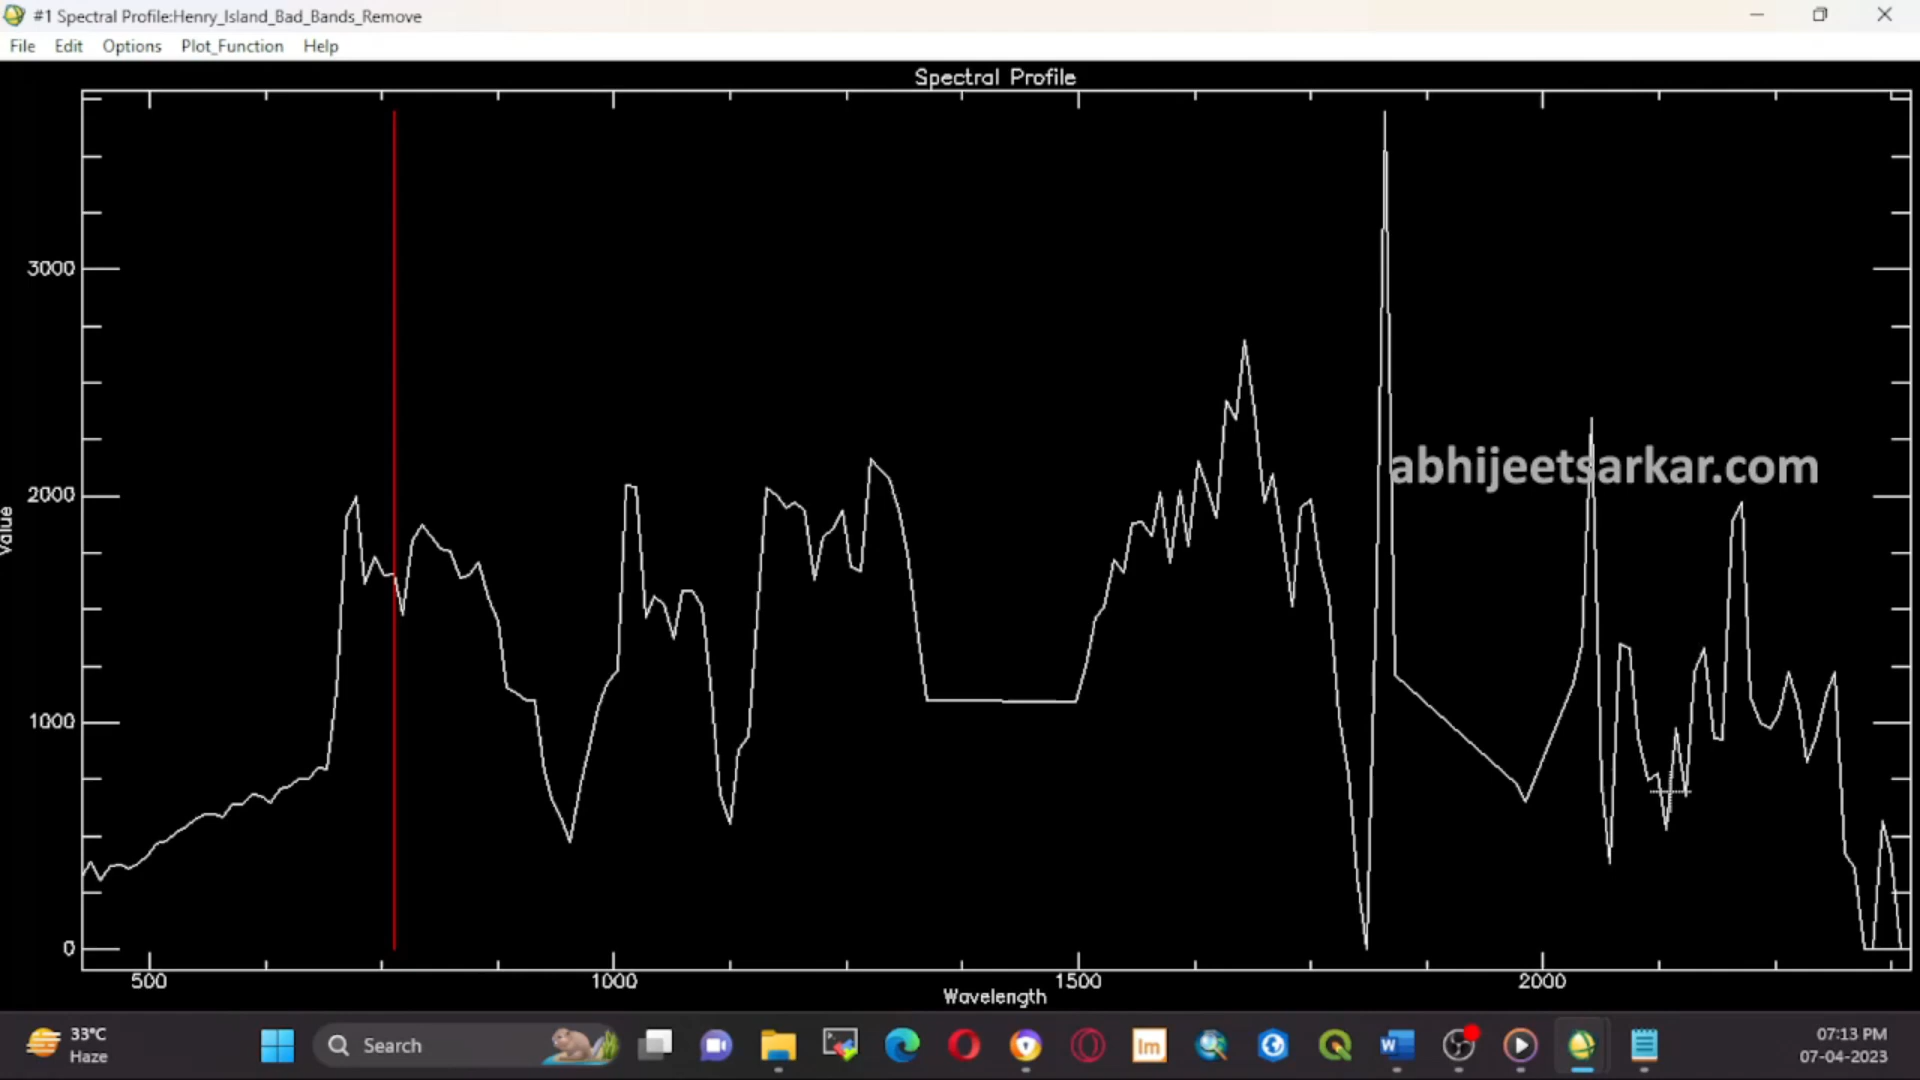 #1 Spectral Profile:Henry_Island_Bad_Bands_Remove
File Edit Options Plot_Function Help
Spectral Profile
3000
2000
1000
0
Value
abhijeetsarkar.com
500 1000 1500 2000
Wavelength
33°C
Haze
Search
lm
W
07:13 PM
07-04-2023